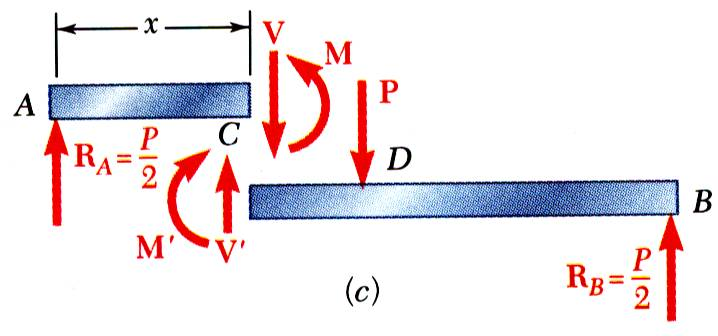 x
V
M
A
P
C
R_A = P/2
D
B
M′
V′
R_B = P/2
(c)